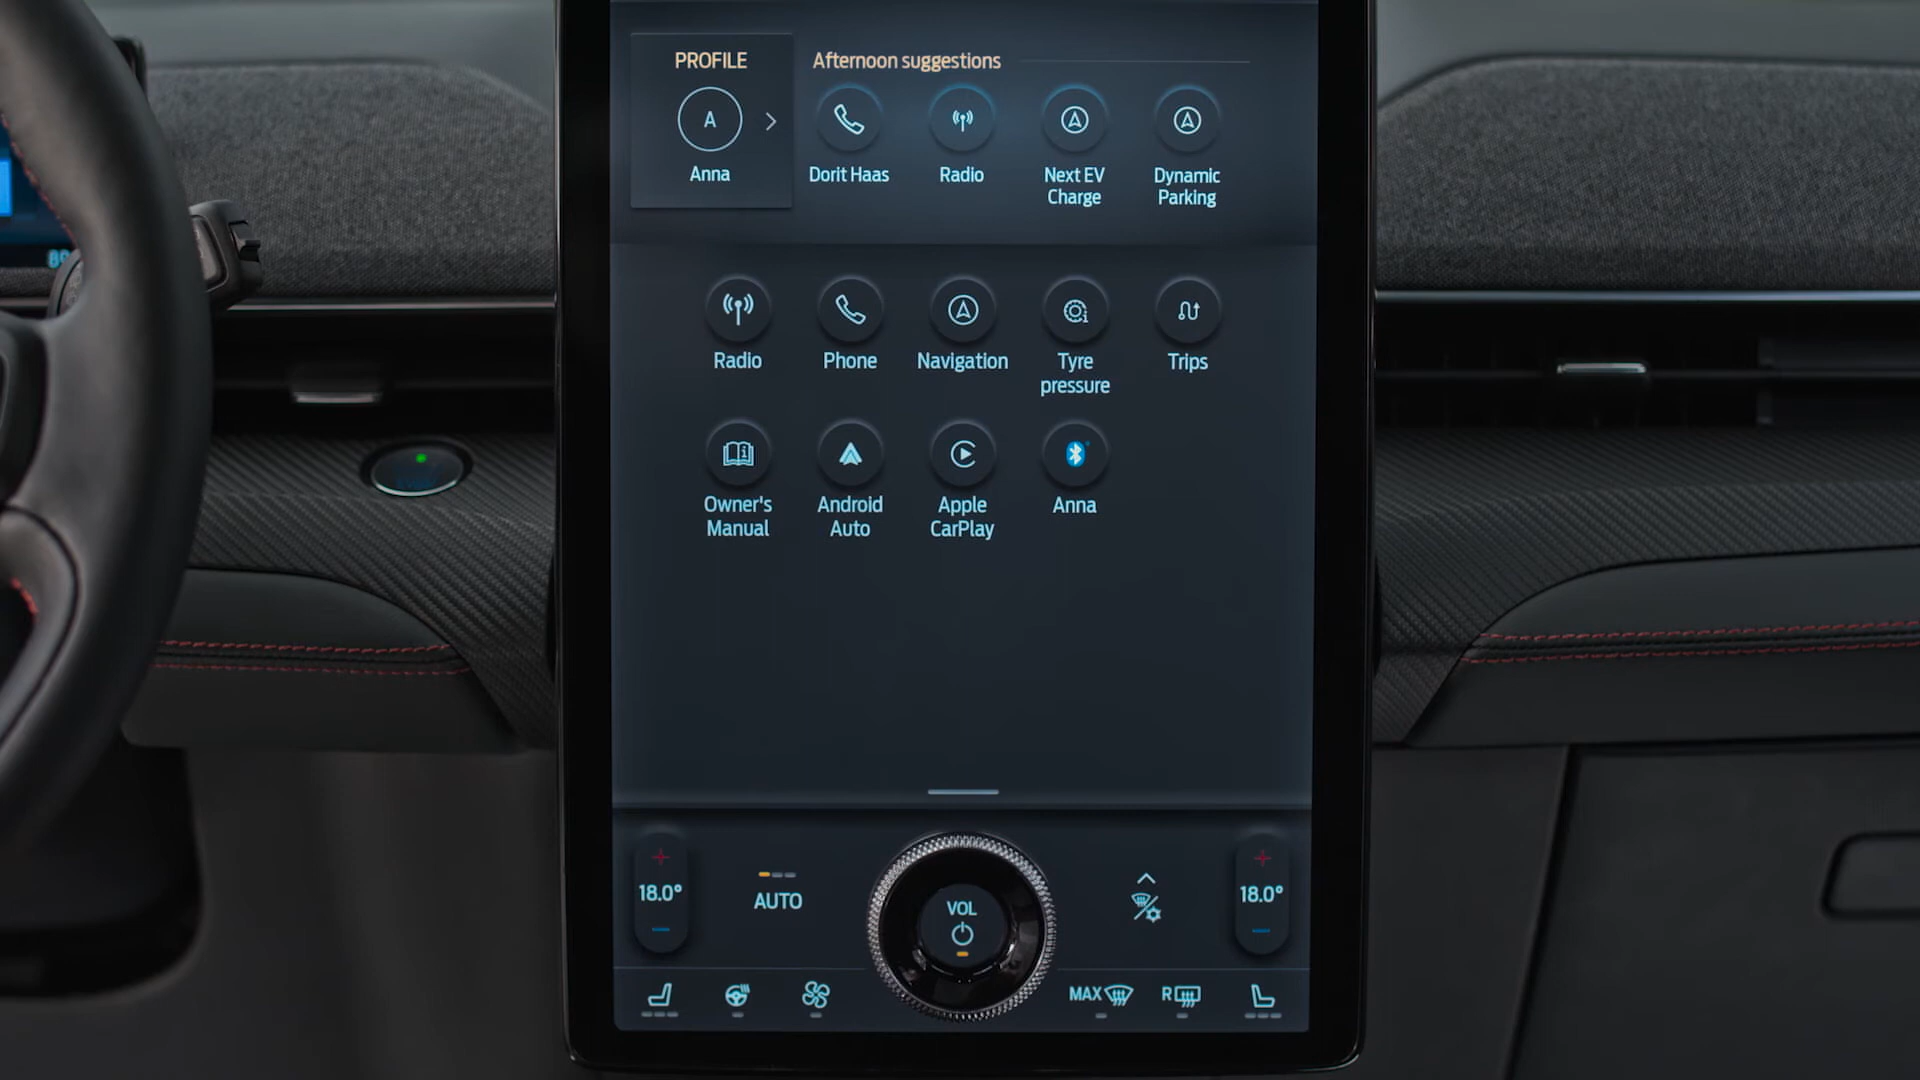 PROFILE
Afternoon suggestions
A
Anna
Dorit Haas
Radio
Next EV
Charge
Dynamic
Parking
Radio
Phone
Navigation
Tyre
pressure
Trips
Owner's
Manual
Android
Auto
Apple
CarPlay
Anna
18.0°
AUTO
VOL
18.0°
MAX
R